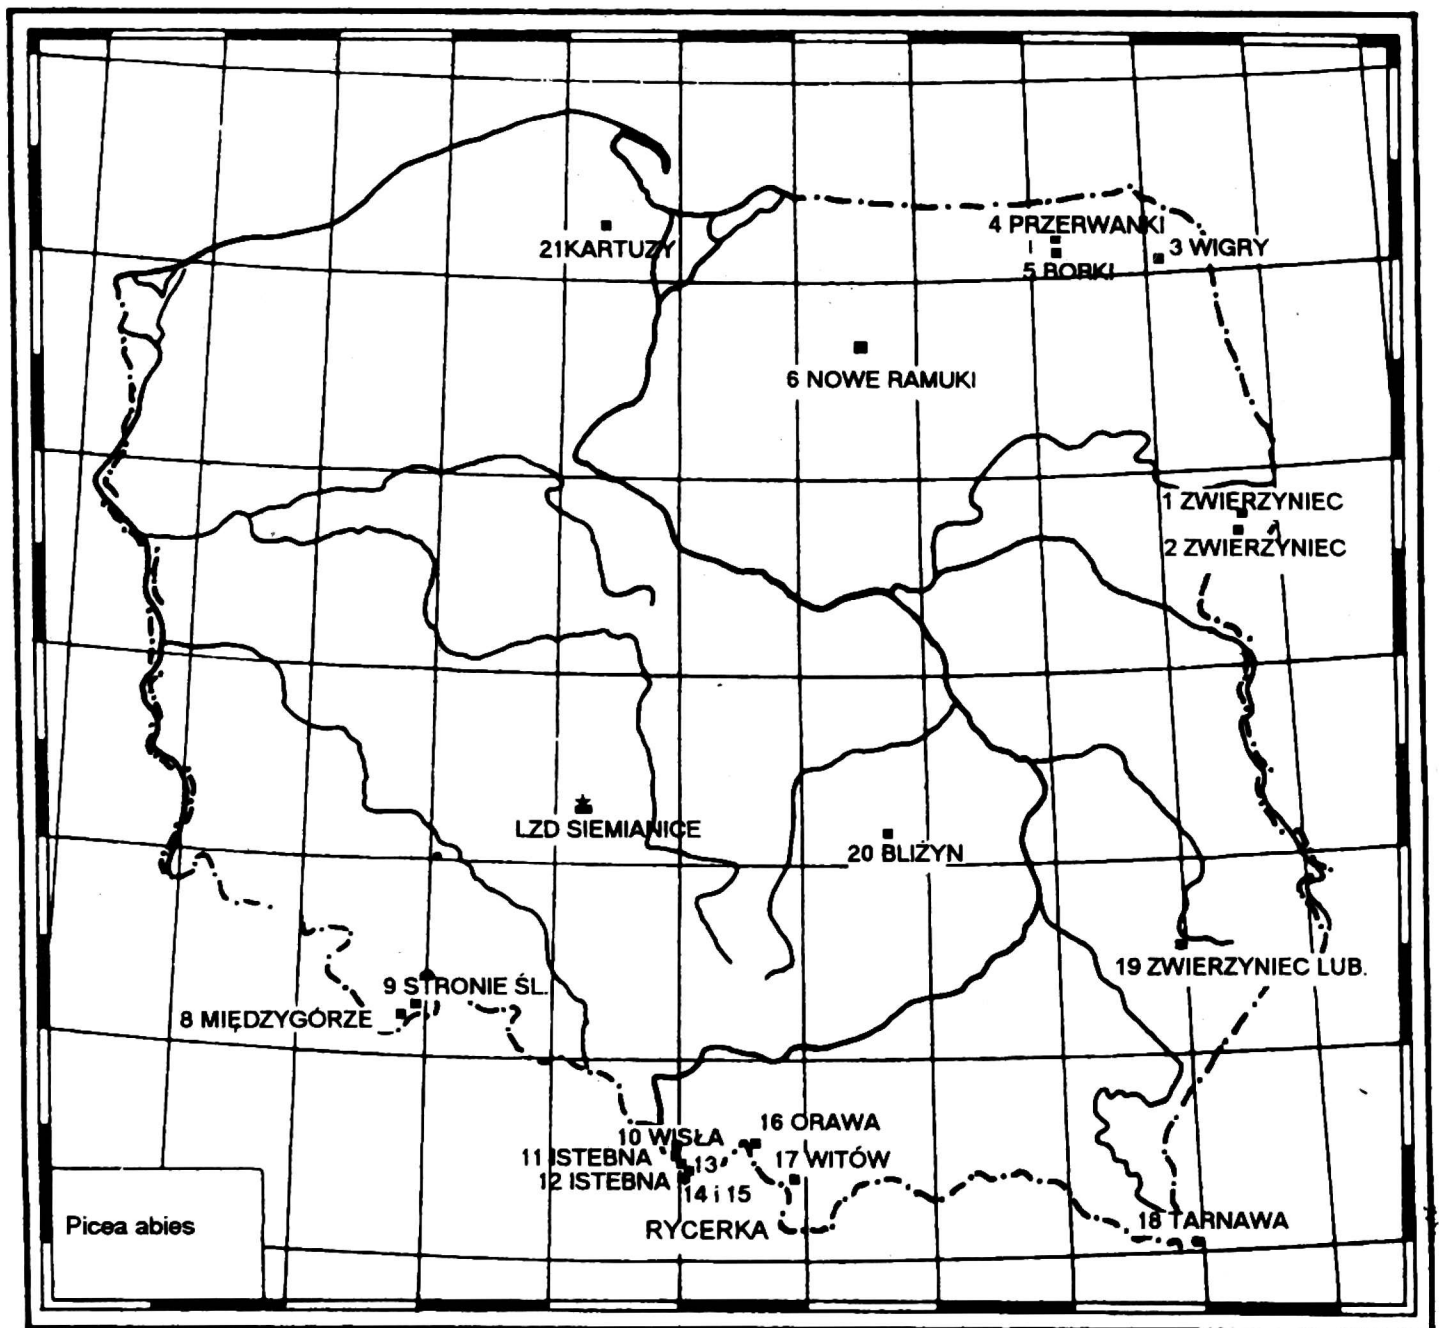 4 PRZERWANKI
21KARTUZY
3 WIGRY
5 BORKI
6 NOWE RAMUKI
1 ZWIERZYNIEC
2 ZWIERZYNIEC
LZD SIEMIANICE
20 BLIŻYN
19 ZWIERZYNIEC LUB.
9 STRONIE ŚL.
8 MIĘDZYGÓRZE
16 ORAWA
10 WISŁA
11 ISTEBNA
13
17 WITÓW
12 ISTEBNA
14 i 15
RYCERKA
18 TARNAWA
Picea abies